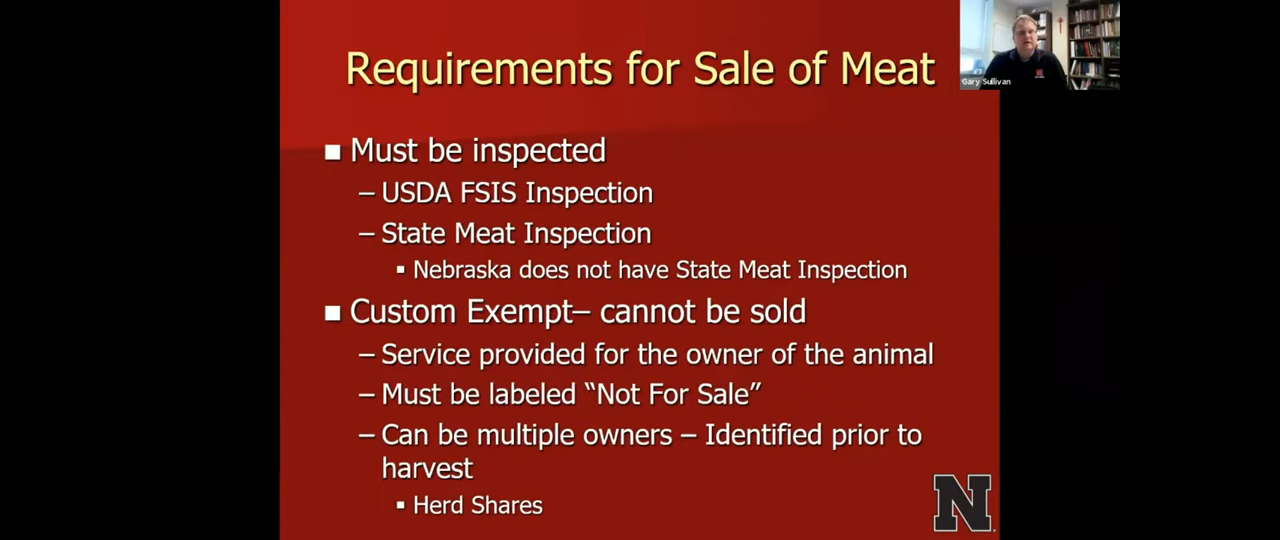 Requirements for Sale of Meat
Gary Sullivan
■ Must be inspected
– USDA FSIS Inspection
– State Meat Inspection
▪ Nebraska does not have State Meat Inspection
■ Custom Exempt– cannot be sold
– Service provided for the owner of the animal
– Must be labeled “Not For Sale”
– Can be multiple owners – Identified prior to
harvest
▪ Herd Shares
N